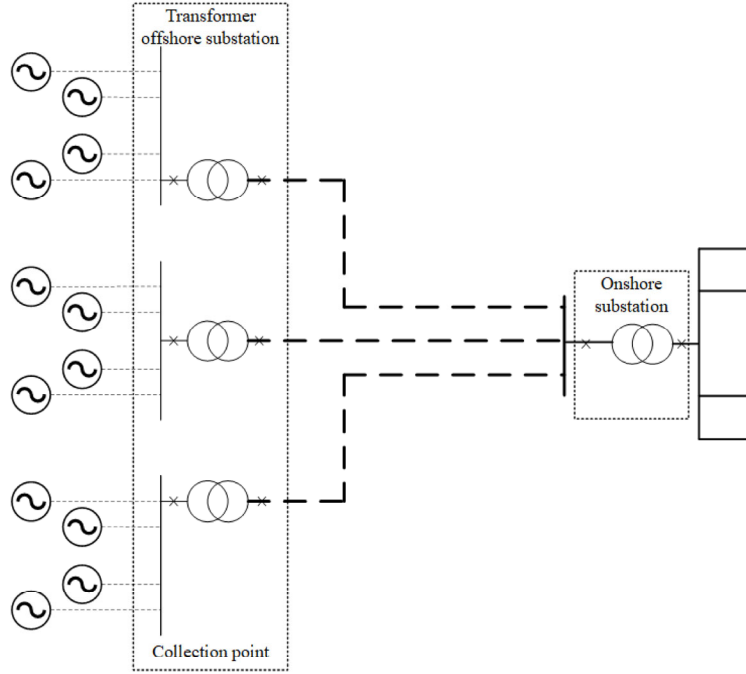 Transformer
offshore substation
Onshore
substation
Collection point